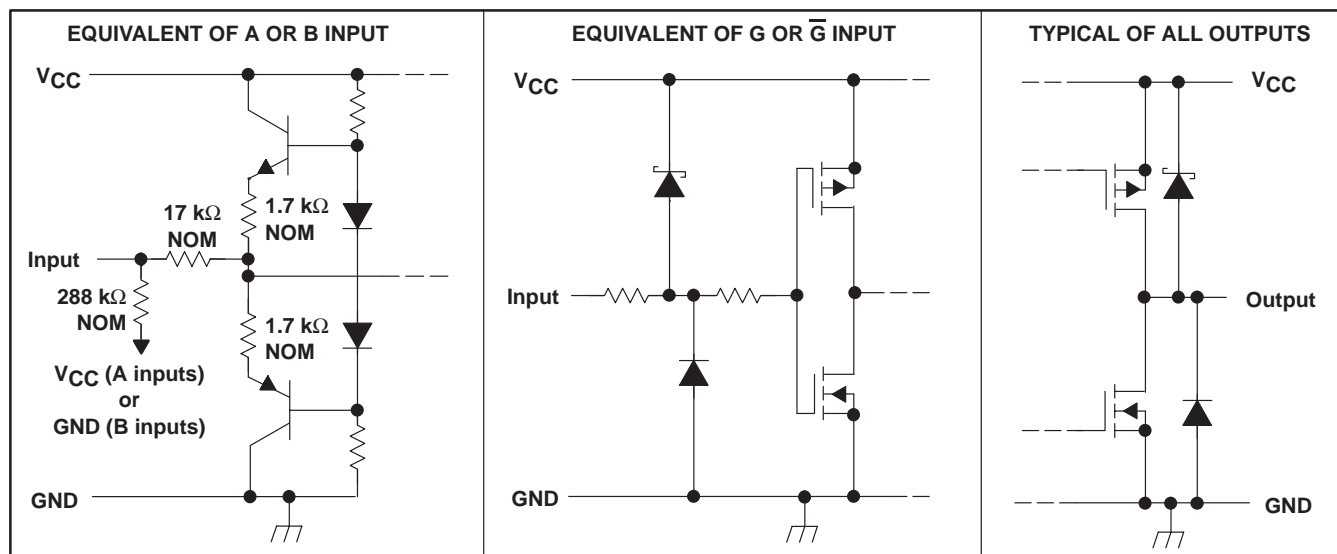 EQUIVALENT OF A OR B INPUT
VCC
17 kΩ
NOM
1.7 kΩ
NOM
Input
288 kΩ
NOM
1.7 kΩ
NOM
VCC (A inputs)
or
GND (B inputs)
GND
EQUIVALENT OF G OR G̅ INPUT
VCC
Input
GND
TYPICAL OF ALL OUTPUTS
VCC
Output
GND